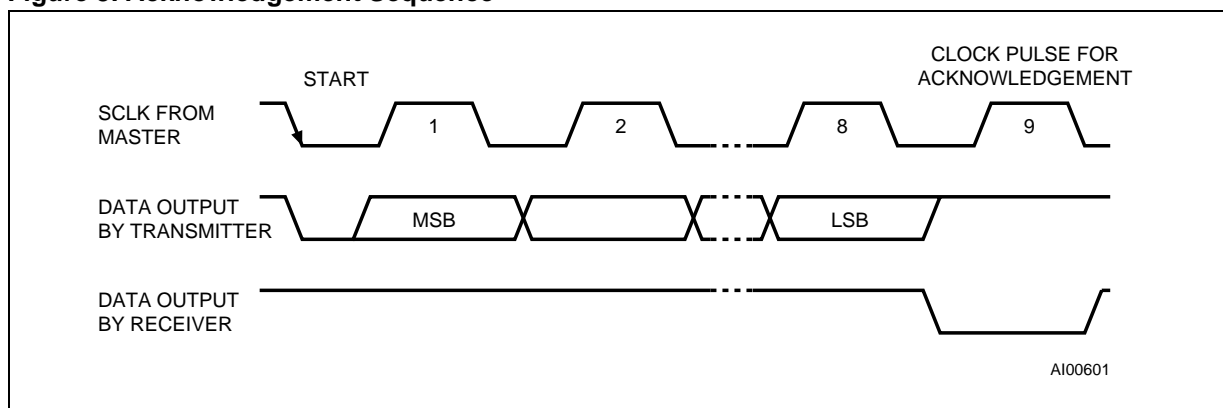 START
CLOCK PULSE FOR
ACKNOWLEDGEMENT
SCLK FROM
MASTER
1
2
8
9
DATA OUTPUT
BY TRANSMITTER
MSB
LSB
DATA OUTPUT
BY RECEIVER
AI00601